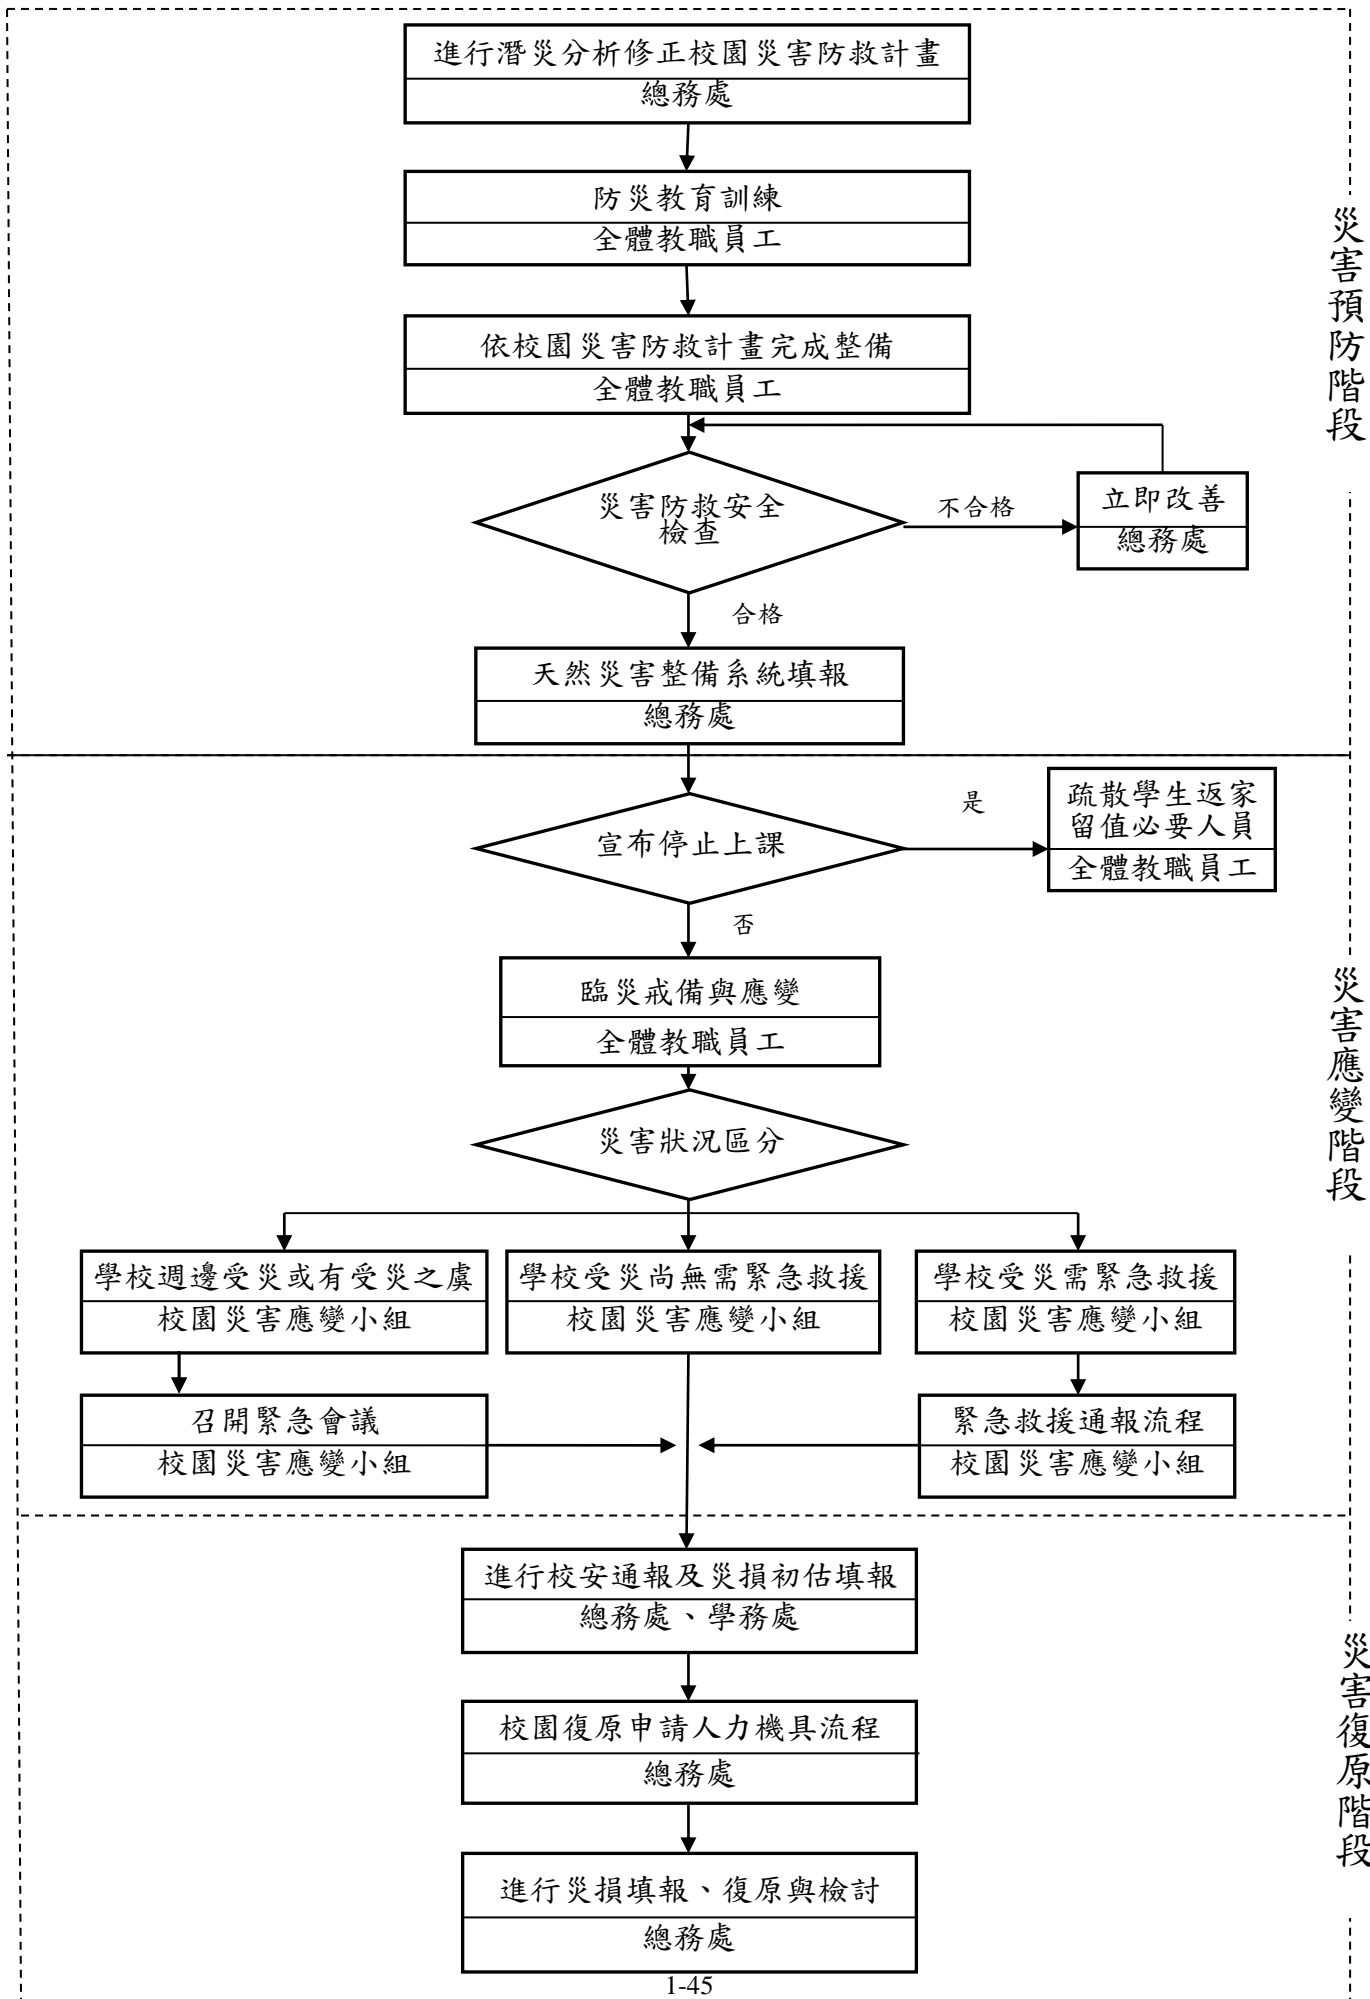 進行潛災分析修正校園災害防救計畫
總務處
防災教育訓練
全體教職員工
依校園災害防救計畫完成整備
全體教職員工
災害防救安全
檢查
不合格
立即改善
總務處
合格
天然災害整備系統填報
總務處
災害預防階段
宣布停止上課
是
疏散學生返家
留值必要人員
全體教職員工
否
臨災戒備與應變
全體教職員工
災害狀況區分
學校週邊受災或有受災之虞
校園災害應變小組
學校受災尚無需緊急救援
校園災害應變小組
學校受災需緊急救援
校園災害應變小組
召開緊急會議
校園災害應變小組
緊急救援通報流程
校園災害應變小組
災害應變階段
進行校安通報及災損初估填報
總務處、學務處
校園復原申請人力機具流程
總務處
進行災損填報、復原與檢討
總務處
災害復原階段
1-45